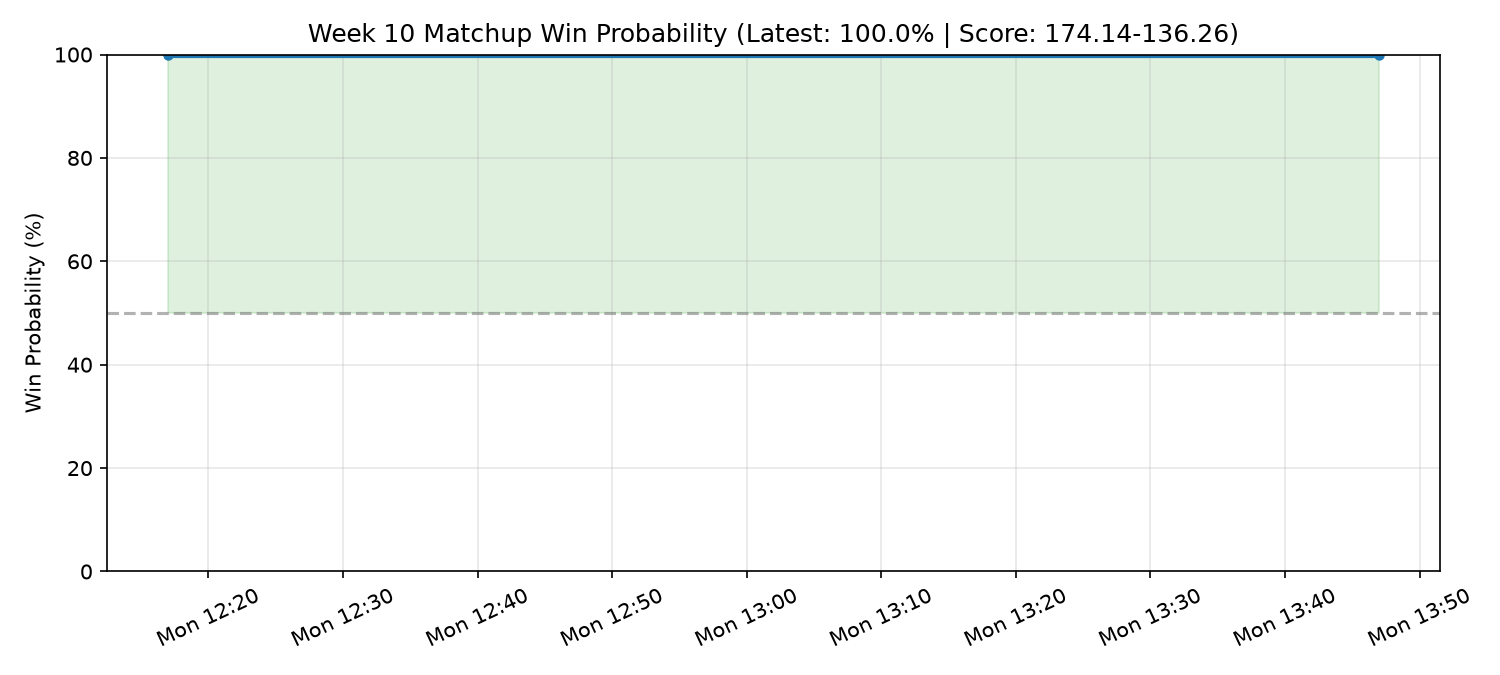 Week 10 Matchup Win Probability (Latest: 100.0% | Score: 174.14-136.26)
Win Probability (%)
100
80
60
40
20
0
Mon 12:20
Mon 12:30
Mon 12:40
Mon 12:50
Mon 13:00
Mon 13:10
Mon 13:20
Mon 13:30
Mon 13:40
Mon 13:50